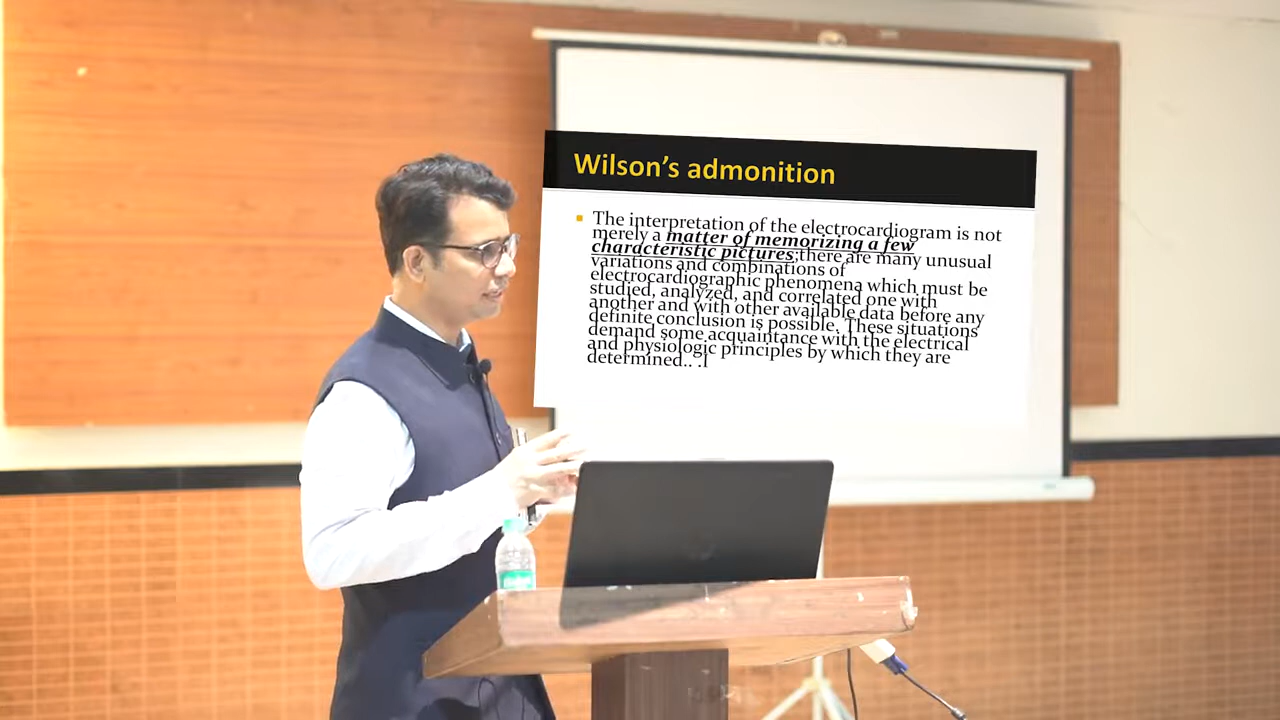 Wilson's admonition
The interpretation of the electrocardiogram is not
merely a matter of memorizing a few
characteristic pictures;there are many unusual
variations and combinations of
electrocardiographic phenomena which must be
studied, analyzed, and correlated one with
another and with other available data before any
definite conclusion is possible. These situations
demand some acquaintance with the electrical
and physiologic principles by which they are
determined.. .l